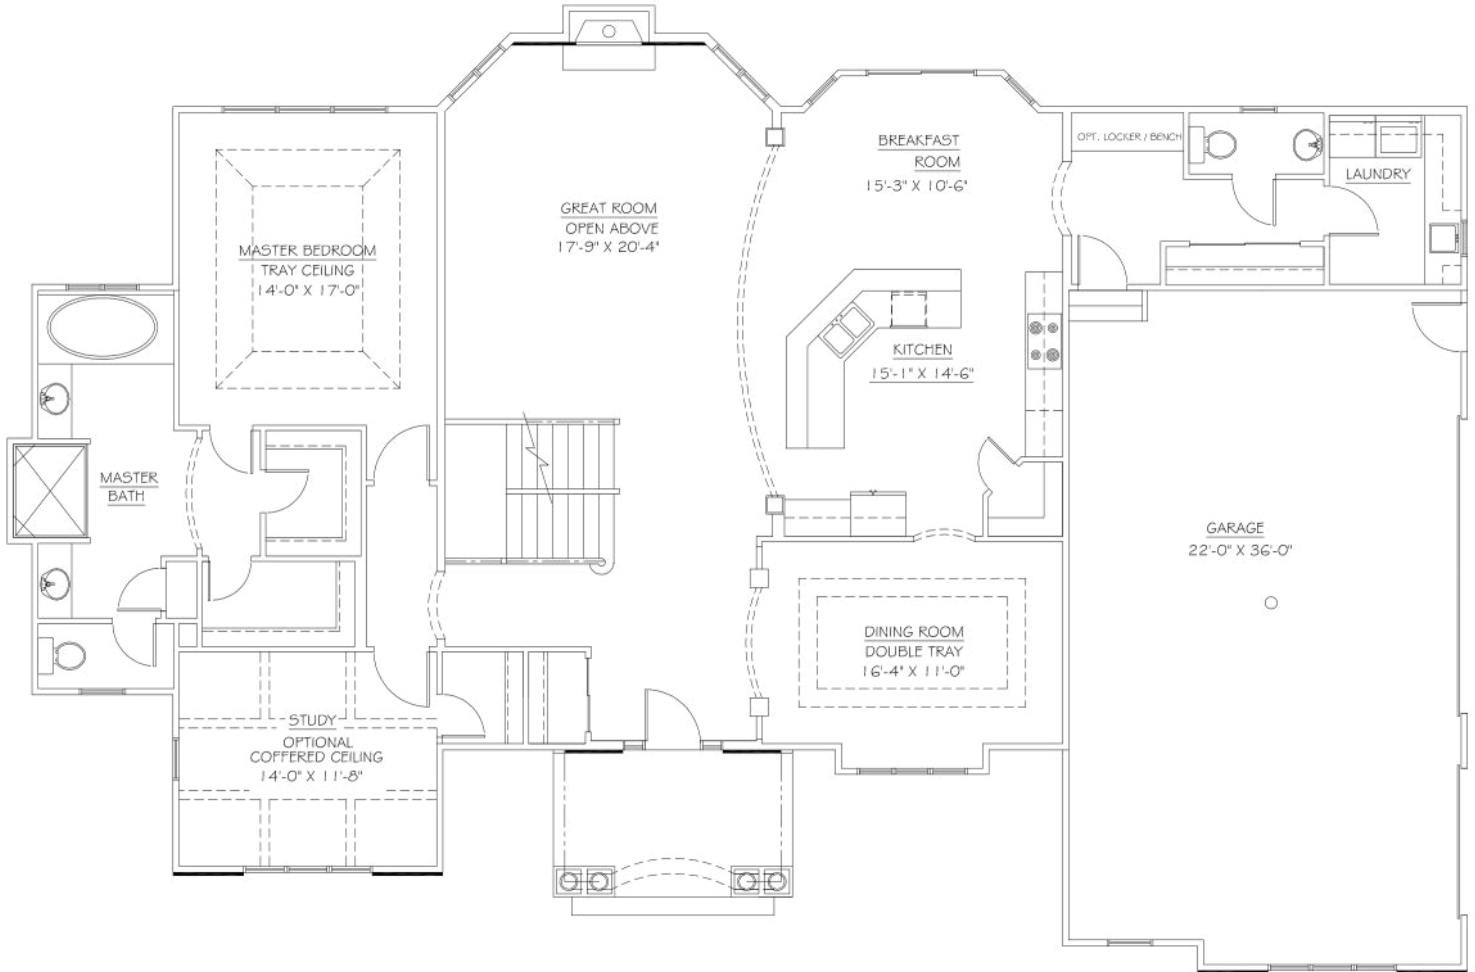 MASTER BEDROOM
TRAY CEILING
14'-0" X 17'-0"
GREAT ROOM
OPEN ABOVE
17'-9" X 20'-4"
BREAKFAST
ROOM
15'-3" X 10'-6"
OPT. LOCKER / BENCH
LAUNDRY
KITCHEN
15'-1" X 14'-6"
MASTER
BATH
GARAGE
22'-0" X 36'-0"
DINING ROOM
DOUBLE TRAY
16'-4" X 11'-0"
STUDY
OPTIONAL
COFFERED CEILING
14'-0" X 11'-8"